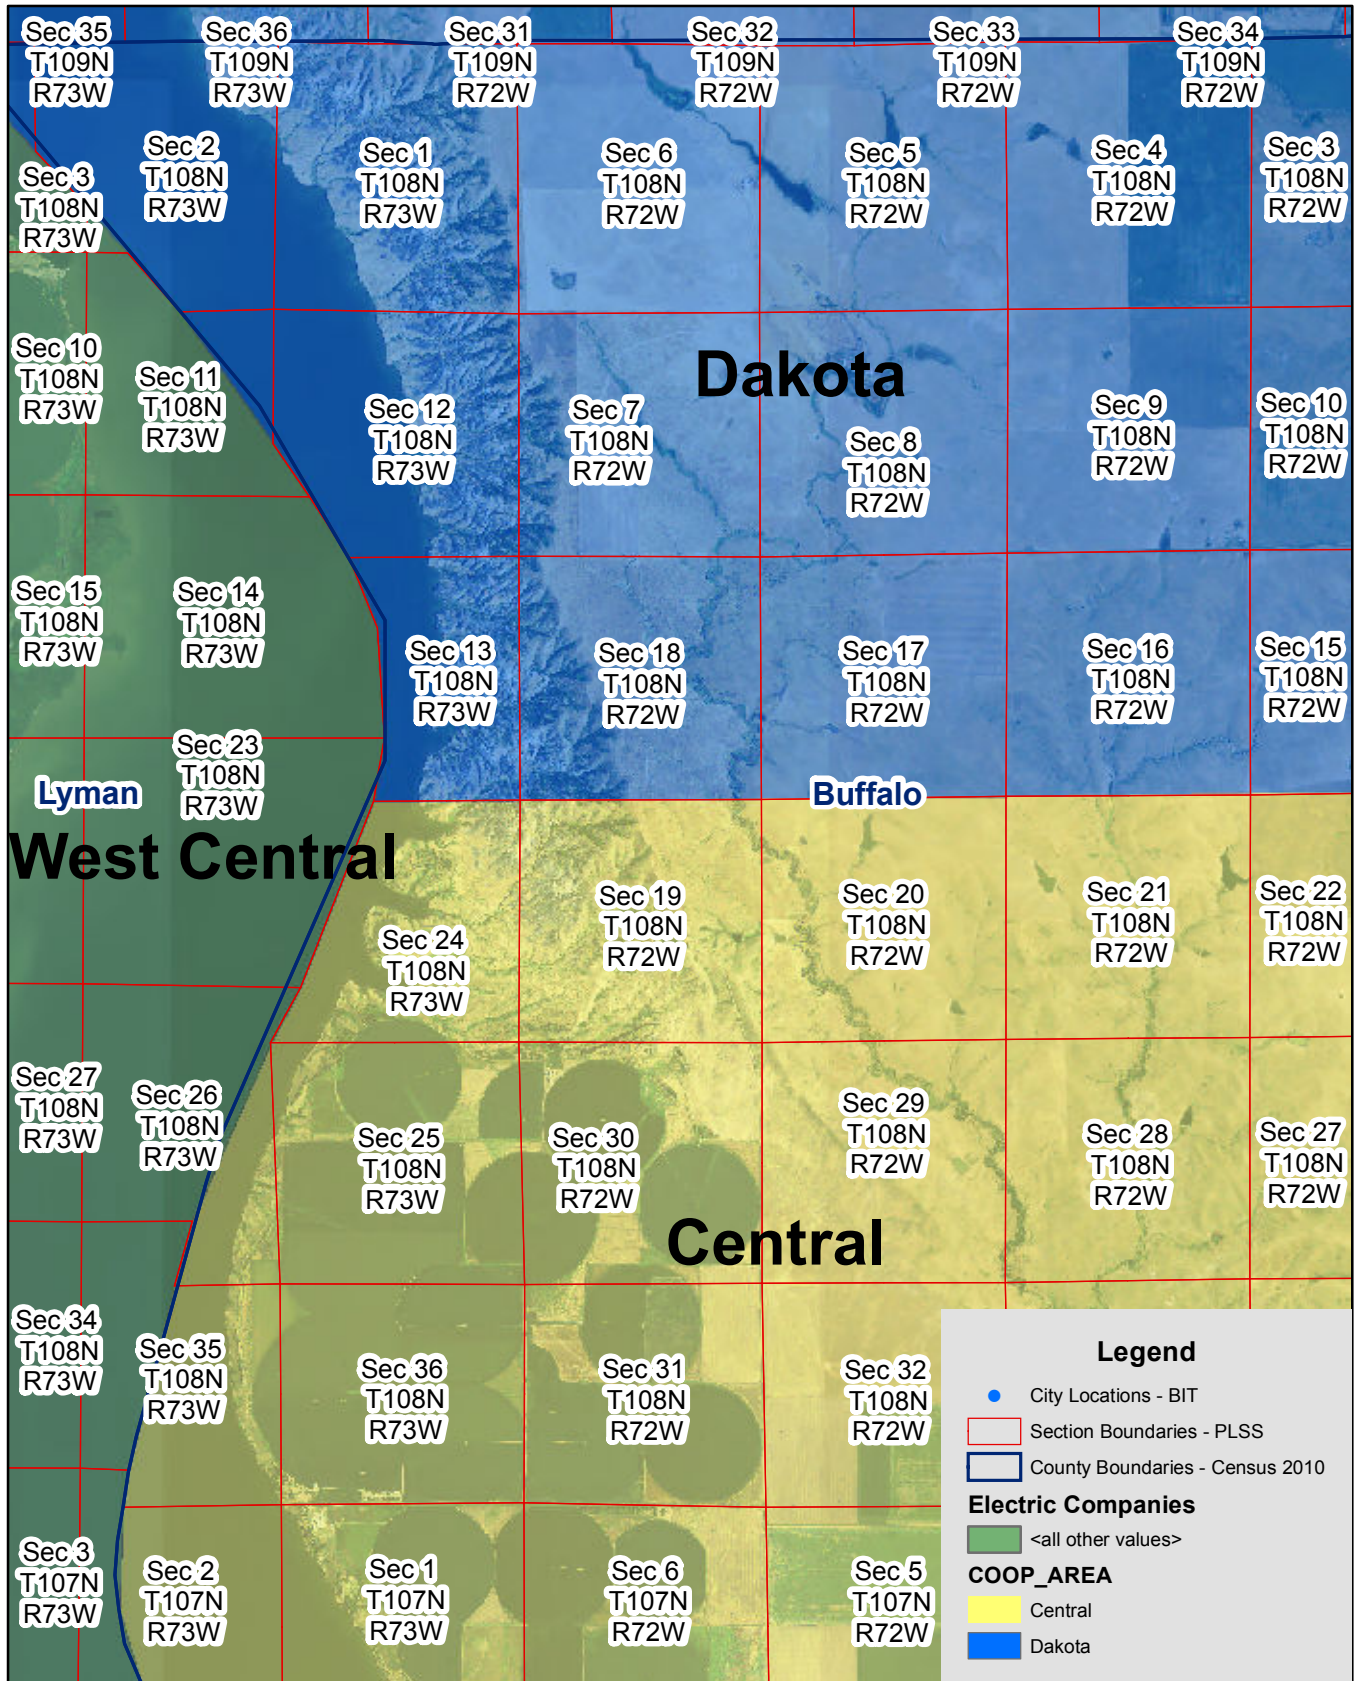 Sec 35
T109N
R73W
Sec 36
T109N
R73W
Sec 31
T109N
R72W
Sec 32
T109N
R72W
Sec 33
T109N
R72W
Sec 34
T109N
R72W
Sec 3
T108N
R73W
Sec 2
T108N
R73W
Sec 1
T108N
R73W
Sec 6
T108N
R72W
Sec 5
T108N
R72W
Sec 4
T108N
R72W
Sec 3
T108N
R72W
Dakota
Sec 10
T108N
R73W
Sec 11
T108N
R73W
Sec 12
T108N
R73W
Sec 7
T108N
R72W
Sec 8
T108N
R72W
Sec 9
T108N
R72W
Sec 10
T108N
R72W
Sec 15
T108N
R73W
Sec 14
T108N
R73W
Sec 13
T108N
R73W
Sec 18
T108N
R72W
Sec 17
T108N
R72W
Sec 16
T108N
R72W
Sec 15
T108N
R72W
Sec 23
T108N
R73W
Lyman
Buffalo
West Central
Sec 24
T108N
R73W
Sec 19
T108N
R72W
Sec 20
T108N
R72W
Sec 21
T108N
R72W
Sec 22
T108N
R72W
Sec 27
T108N
R73W
Sec 26
T108N
R73W
Sec 25
T108N
R73W
Sec 30
T108N
R72W
Sec 29
T108N
R72W
Sec 28
T108N
R72W
Sec 27
T108N
R72W
Central
Sec 34
T108N
R73W
Sec 35
T108N
R73W
Sec 36
T108N
R73W
Sec 31
T108N
R72W
Sec 32
T108N
R72W
Sec 3
T107N
R73W
Sec 2
T107N
R73W
Sec 1
T107N
R73W
Sec 6
T107N
R72W
Sec 5
T107N
R72W
Legend
City Locations - BIT
Section Boundaries - PLSS
County Boundaries - Census 2010
Electric Companies
<all other values>
COOP_AREA
Central
Dakota